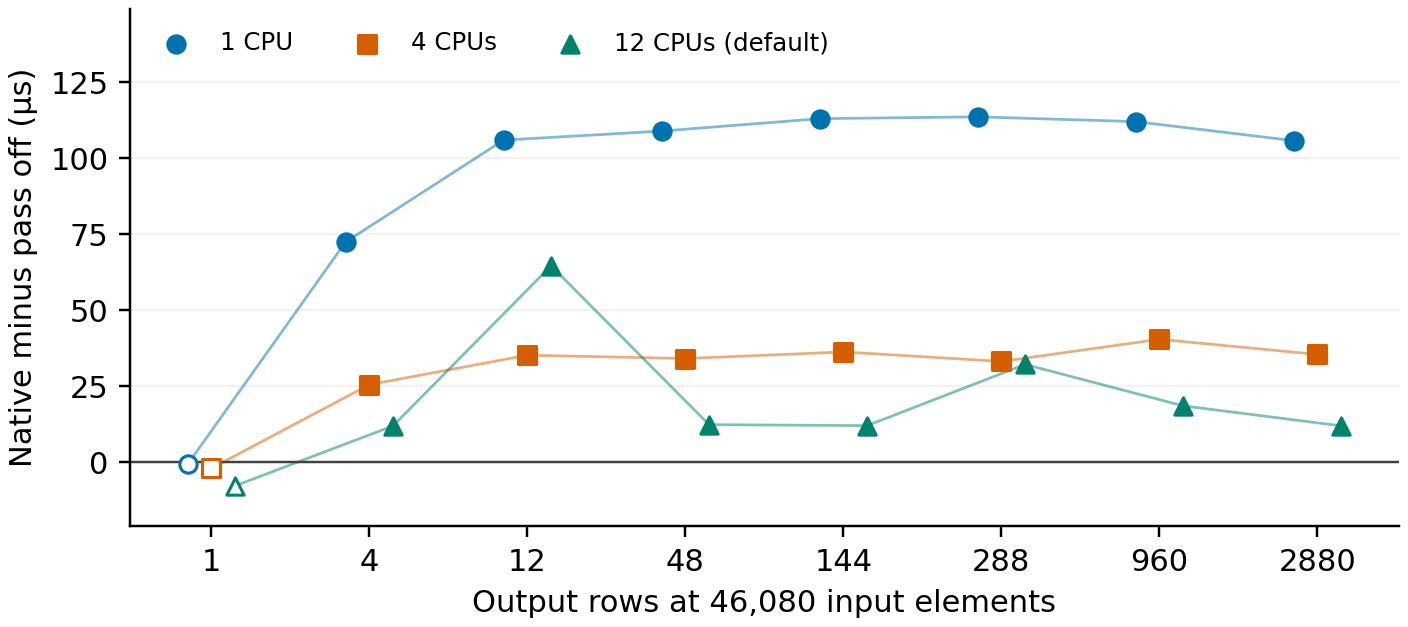 1 CPU 4 CPUs 12 CPUs (default)
Native minus pass off (µs)
125
100
75
50
25
0
1 4 12 48 144 288 960 2880
Output rows at 46,080 input elements